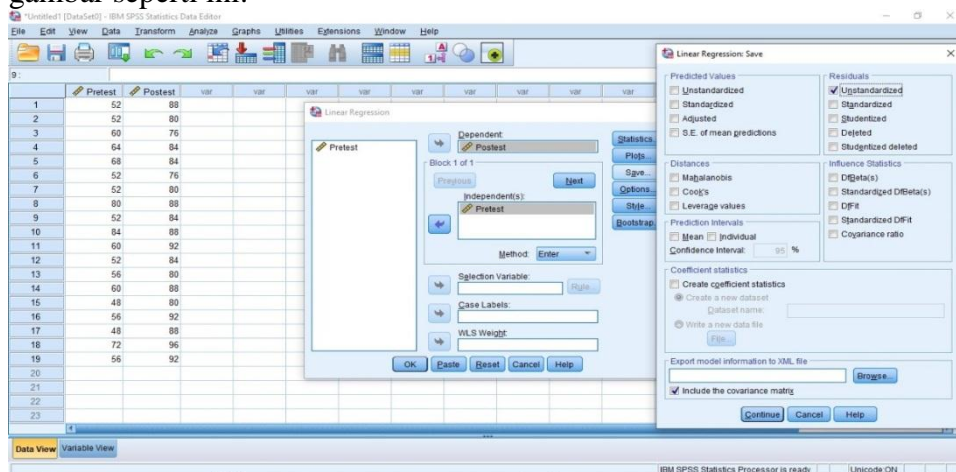 gambar seperti ini.
*Untitled1 [DataSet0] - IBM SPSS Statistics Data Editor
File Edit View Data Transform Analyze Graphs Utilities Extensions Window Help
9 :
Pretest Postest var var var var var var var var var
1 52 88
2 52 80
3 60 76
4 64 84
5 68 84
6 52 76
7 52 80
8 80 88
9 52 84
10 84 88
11 60 92
12 52 84
13 56 80
14 60 88
15 48 80
16 56 92
17 48 88
18 72 96
19 56 92
20
21
22
23
Data View Variable View
IBM SPSS Statistics Processor is ready Unicode:ON
Linear Regression
Pretest
Dependent:
Postest
Block 1 of 1
Previous Next
Independent(s):
Pretest
Method: Enter
Selection Variable:
Rule...
Case Labels:
WLS Weight:
Statistics...
Plots...
Save...
Options...
Style...
Bootstrap...
OK Paste Reset Cancel Help
Linear Regression: Save
Predicted Values
Unstandardized
Standardized
Adjusted
S.E. of mean predictions
Residuals
Unstandardized
Standardized
Studentized
Deleted
Studentized deleted
Distances
Mahalanobis
Cook's
Leverage values
Influence Statistics
DfBeta(s)
Standardized DfBeta(s)
DfFit
Standardized DfFit
Covariance ratio
Prediction Intervals
Mean Individual
Confidence Interval: 95 %
Coefficient statistics
Create coefficient statistics
Create a new dataset
Dataset name:
Write a new data file
File...
Export model information to XML file
Browse...
Include the covariance matrix
Continue Cancel Help